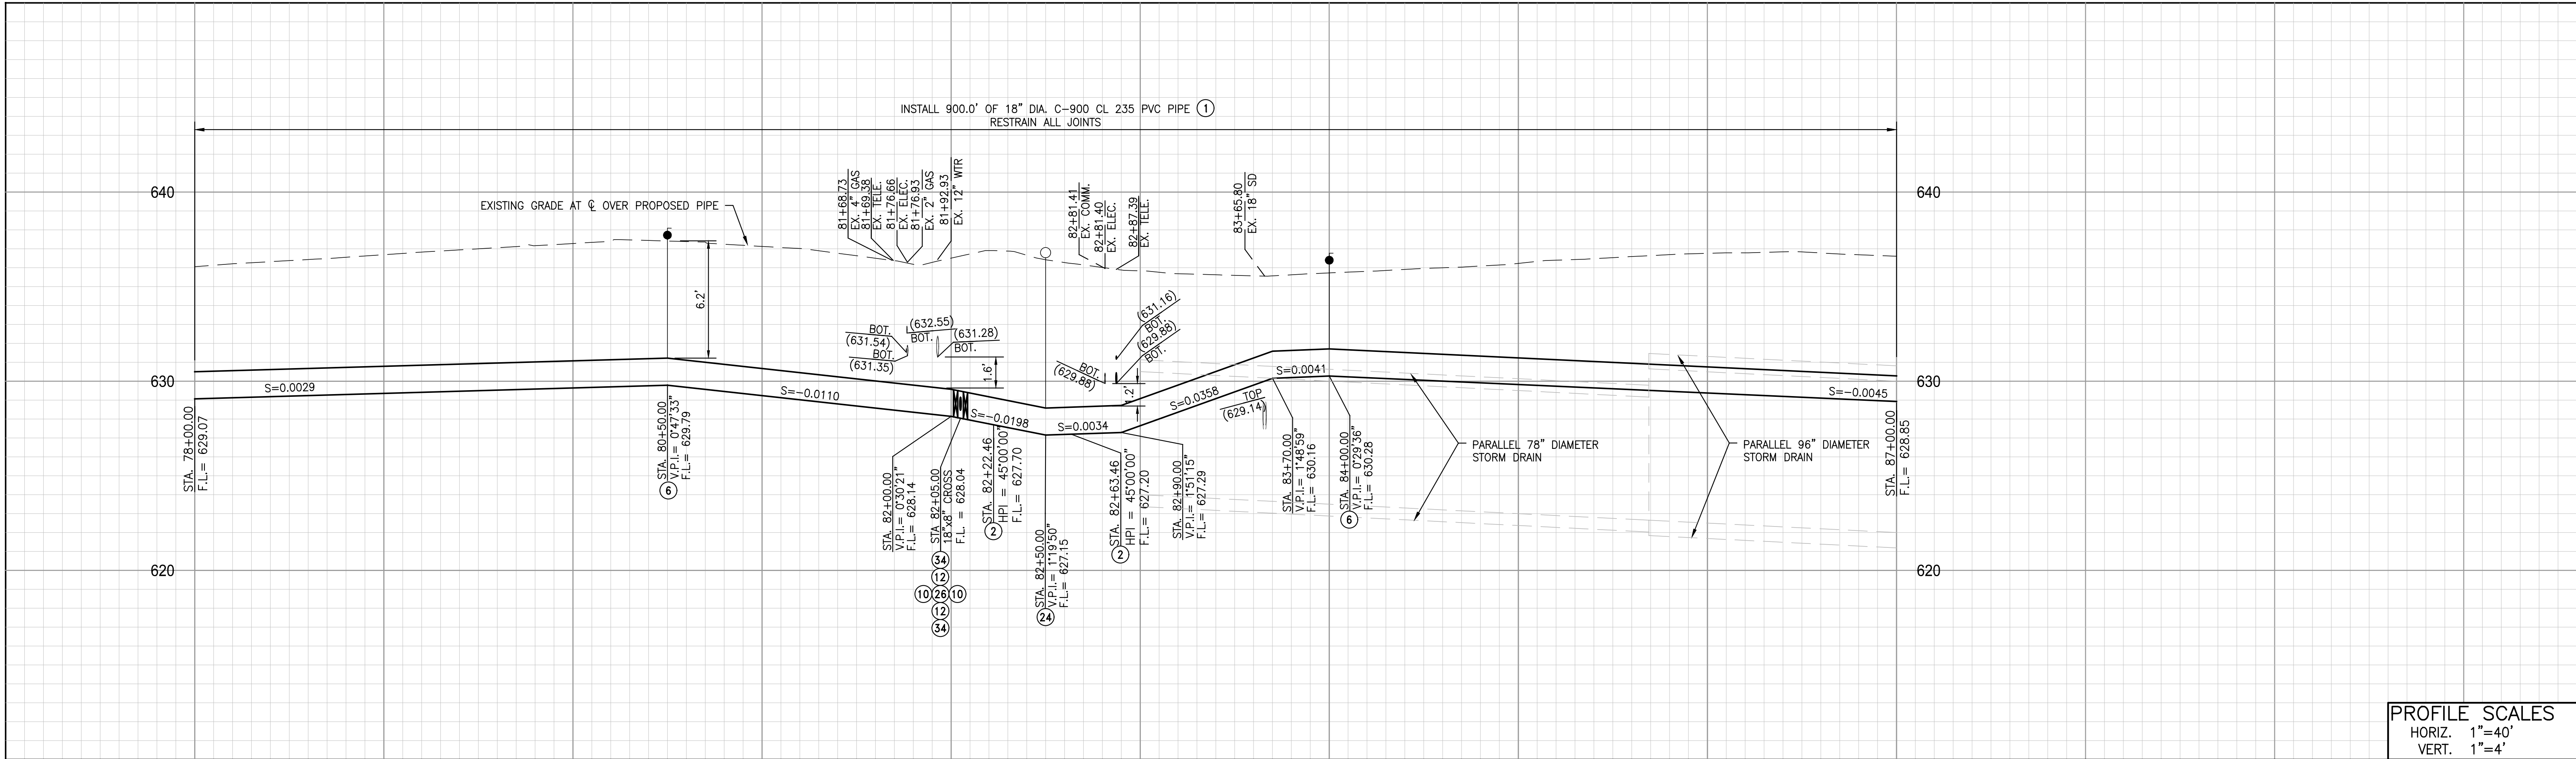 INSTALL 900.0' OF 18" DIA. C-900 CL 235 PVC PIPE 1
RESTRAIN ALL JOINTS
640
640
EXISTING GRADE AT ℄ OVER PROPOSED PIPE
81+68.73
EX. 4" GAS
81+69.38
EX. TELE.
81+76.66
EX. ELEC.
81+76.93
EX. 2" GAS
81+92.93
EX. 12" WTR
82+81.41
EX. COMM.
82+81.40
EX. ELEC.
82+87.39
EX. TELE.
83+65.80
EX. 18" SD
6.2'
BOT.
(631.54)
BOT.
(631.35)
(632.55)
BOT.
(631.28)
BOT.
1.6'
(631.16)
BOT.
(629.88)
BOT.
BOT.
(629.88)
1.2'
630
630
S=0.0029
S=-0.0110
S=-0.0198
S=0.0034
S=0.0358
S=0.0041
S=-0.0045
TOP
(629.14)
STA. 78+00.00
F.L.= 629.07
STA. 80+50.00
V.P.I.= 0°47'33"
F.L.= 629.79
6
STA. 82+00.00
V.P.I.= 0°30'21"
F.L.= 628.14
STA 82+05.00
18"x8" CROSS
F.L. = 628.04
34
12
10 26 10
12
34
STA. 82+22.46
HPI = 45°00'00"
F.L.= 627.70
2
STA. 82+50.00
V.P.I.= 1°19'50"
F.L.= 627.15
24
STA. 82+63.46
HPI = 45°00'00"
F.L.= 627.20
2
STA. 82+90.00
V.P.I.= 1°51'15"
F.L.= 627.29
STA. 83+70.00
V.P.I.= 1°48'59"
F.L.= 630.16
STA. 84+00.00
V.P.I.= 0°29'36"
F.L.= 630.28
6
PARALLEL 78" DIAMETER
STORM DRAIN
PARALLEL 96" DIAMETER
STORM DRAIN
STA. 87+00.00
F.L.= 628.85
620
620
PROFILE SCALES
HORIZ. 1"=40'
VERT. 1"=4'